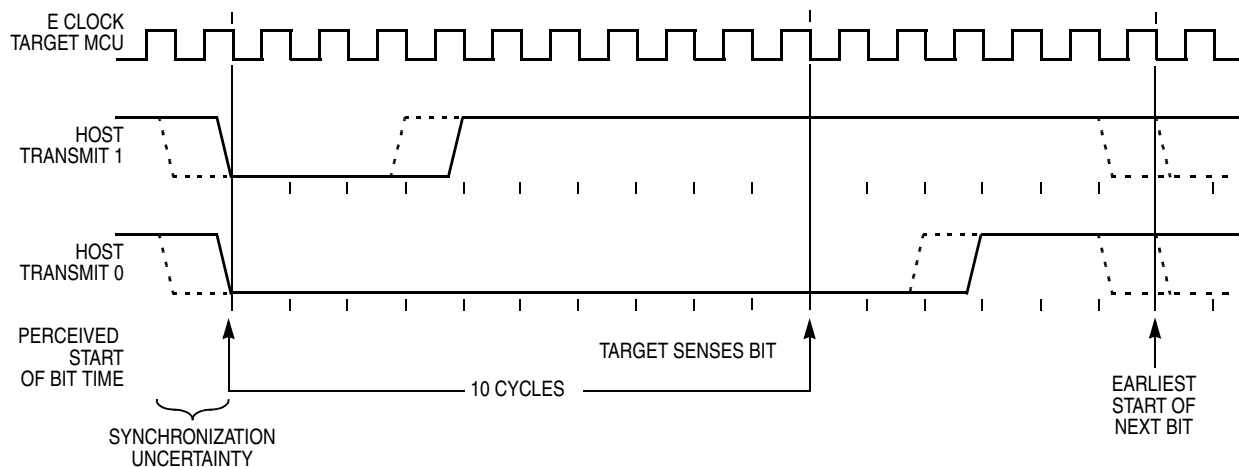 E CLOCK
TARGET MCU
HOST
TRANSMIT 1
HOST
TRANSMIT 0
PERCEIVED
START
OF BIT TIME
TARGET SENSES BIT
10 CYCLES
EARLIEST
START OF
NEXT BIT
SYNCHRONIZATION
UNCERTAINTY